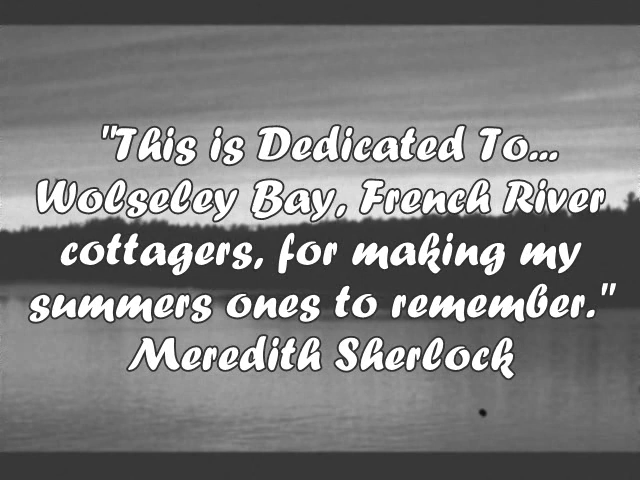 "This is Dedicated To...
Wolseley Bay, French River
cottagers, for making my
summers ones to remember."
Meredith Sherlock